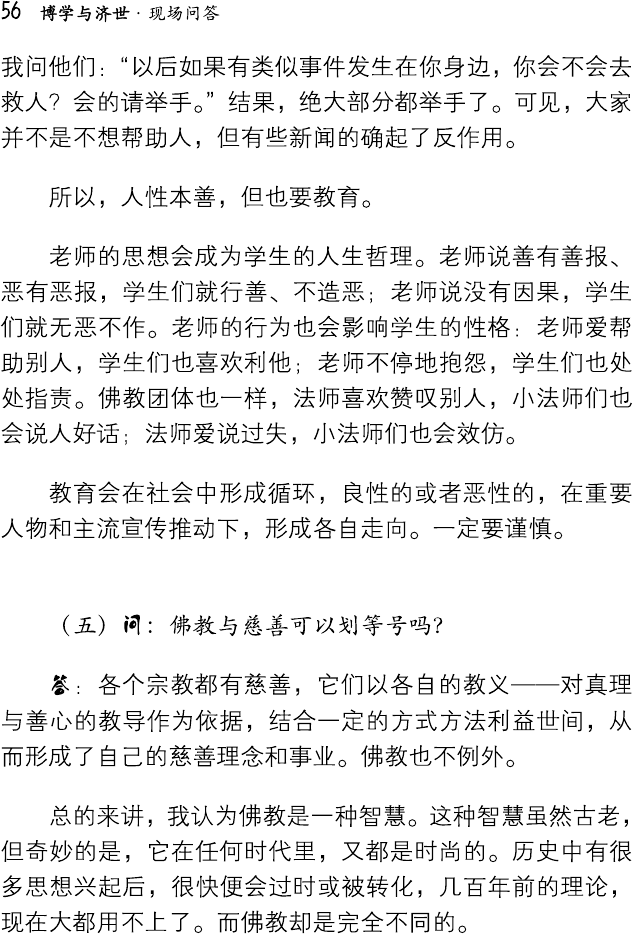 56 博学与济世·现场问答
我问他们：“以后如果有类似事件发生在你身边，你会不会去
救人？会的请举手。”结果，绝大部分都举手了。可见，大家
并不是不想帮助人，但有些新闻的确起了反作用。
所以，人性本善，但也要教育。
老师的思想会成为学生的人生哲理。老师说善有善报、
恶有恶报，学生们就行善、不造恶；老师说没有因果，学生
们就无恶不作。老师的行为也会影响学生的性格：老师爱帮
助别人，学生们也喜欢利他；老师不停地抱怨，学生们也处
处指责。佛教团体也一样，法师喜欢赞叹别人，小法师们也
会说人好话；法师爱说过失，小法师们也会效仿。
教育会在社会中形成循环，良性的或者恶性的，在重要
人物和主流宣传推动下，形成各自走向。一定要谨慎。
（五）问：佛教与慈善可以划等号吗？
答：各个宗教都有慈善，它们以各自的教义——对真理
与善心的教导作为依据，结合一定的方式方法利益世间，从
而形成了自己的慈善理念和事业。佛教也不例外。
总的来讲，我认为佛教是一种智慧。这种智慧虽然古老，
但奇妙的是，它在任何时代里，又都是时尚的。历史中有很
多思想兴起后，很快便会过时或被转化，几百年前的理论，
现在大都用不上了。而佛教却是完全不同的。